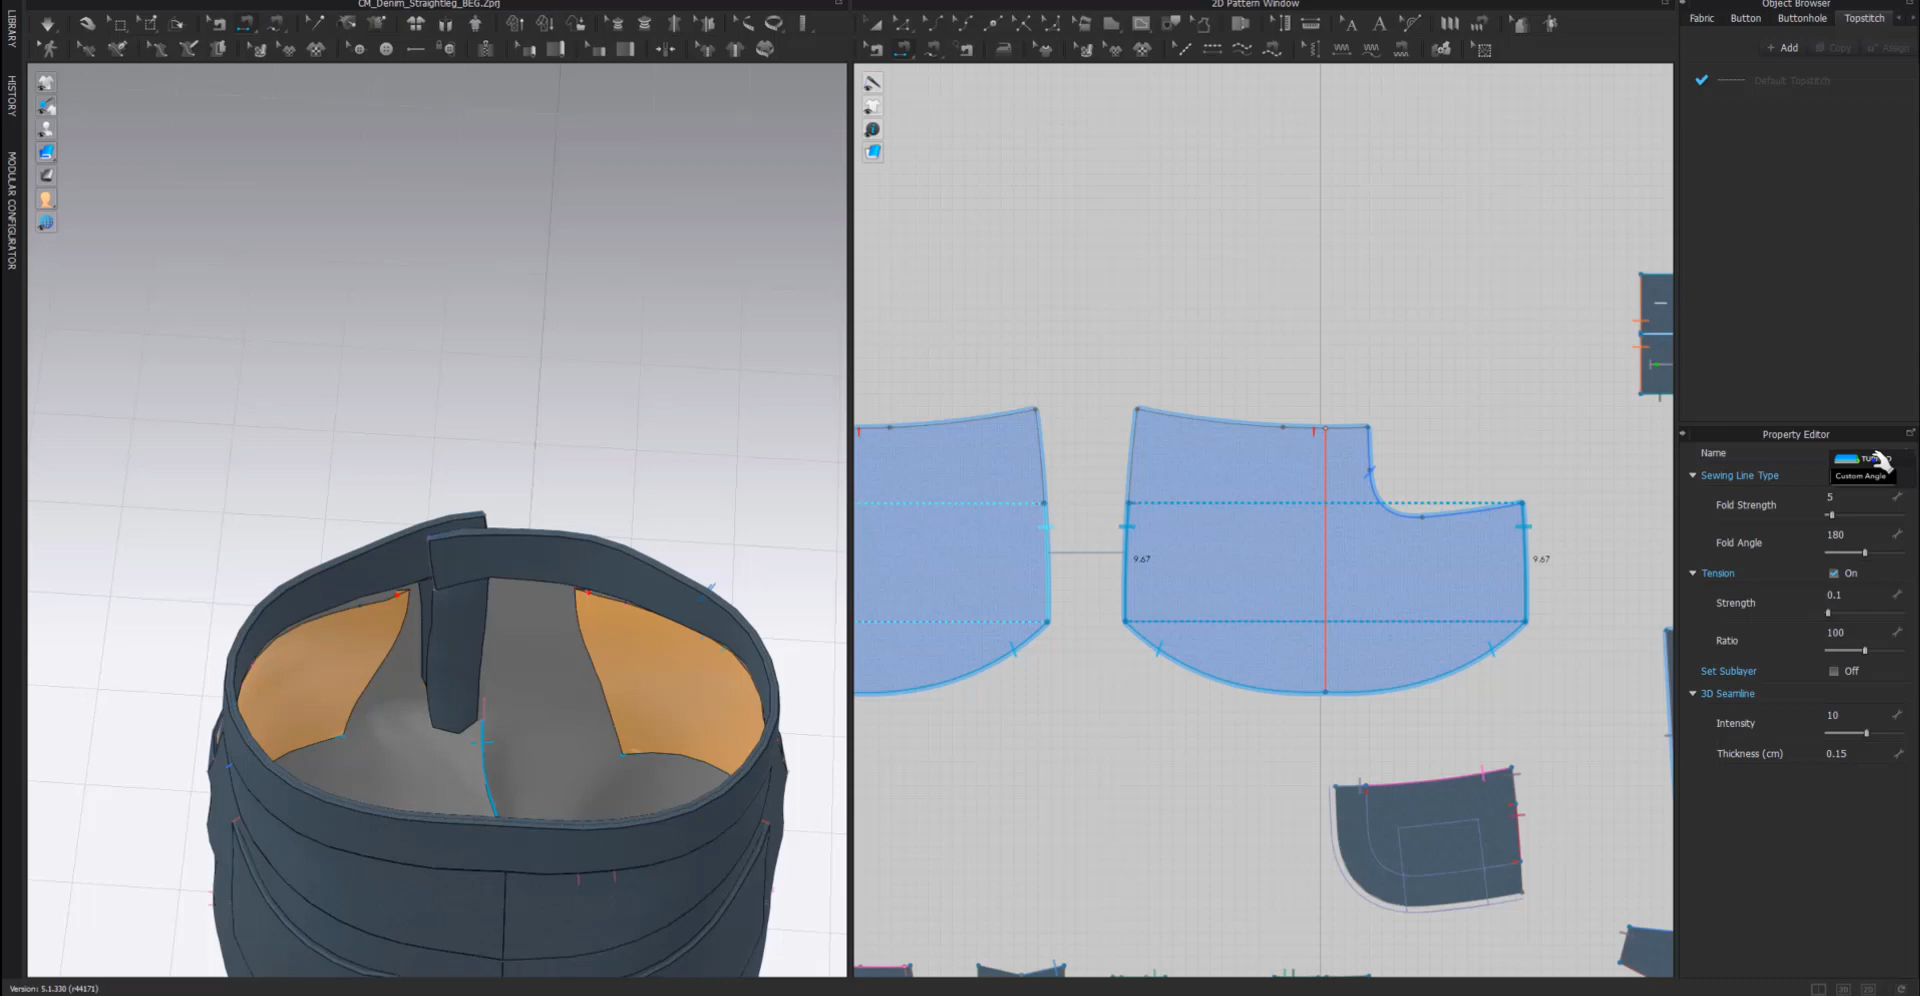 CM_Denim_Straightleg_BEG.Zprj
2D Pattern Window
Object Browser
Fabric
Button
Buttonhole
Topstitch
+ Add
Copy
Assign
Default Topstitch
LIBRARY
HISTORY
MODULAR CONFIGURATOR
9.67
9.67
Property Editor
Name
Custom Angle
Sewing Line Type
5
Fold Strength
180
Fold Angle
Tension
On
0.1
Strength
100
Ratio
Set Sublayer
Off
3D Seamline
10
Intensity
Thickness (cm)
0.15
Version: 5.1.330 (r44171)
3D
2D